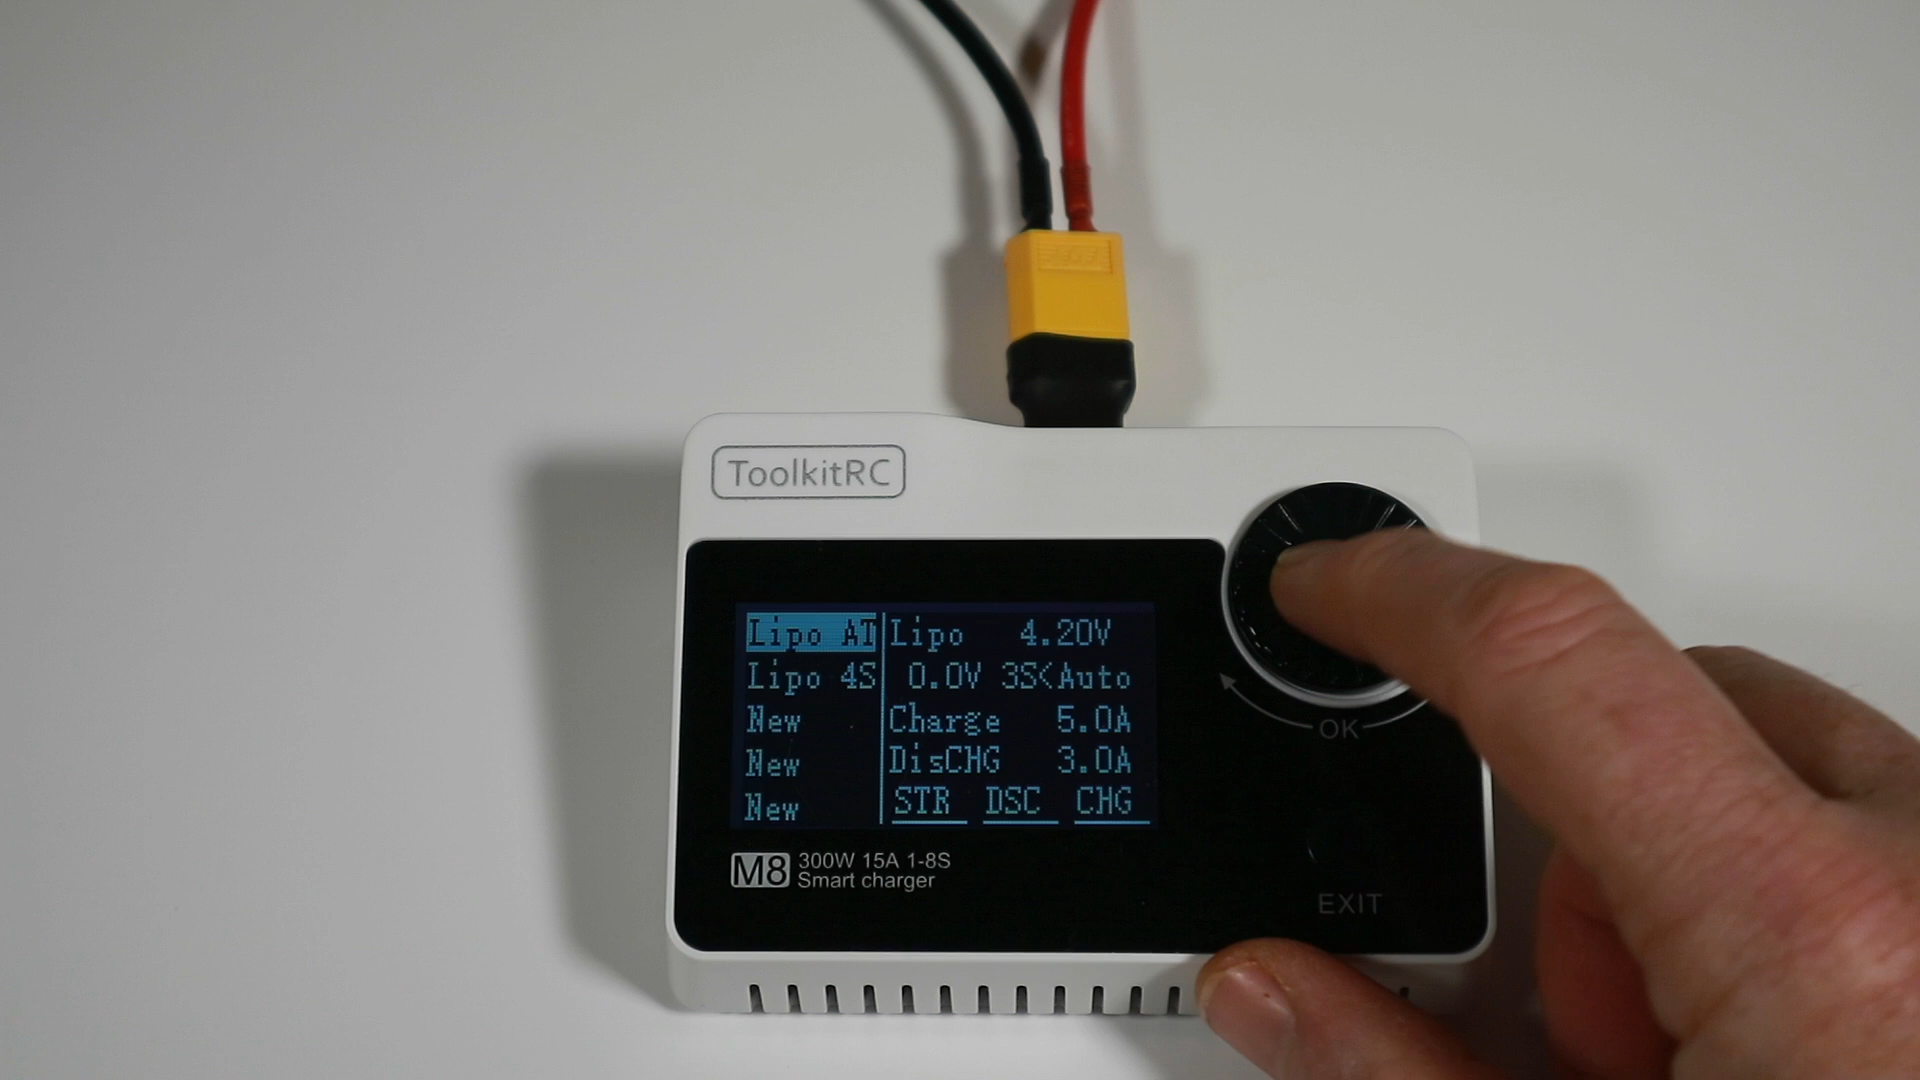 ToolkitRC
Lipo AT
Lipo 4S
New
New
New
Lipo 4.20V
0.0V 3S<Auto
Charge 5.0A
DisCHG 3.0A
STR DSC CHG
OK
M8 300W 15A 1-8S
Smart charger
EXIT